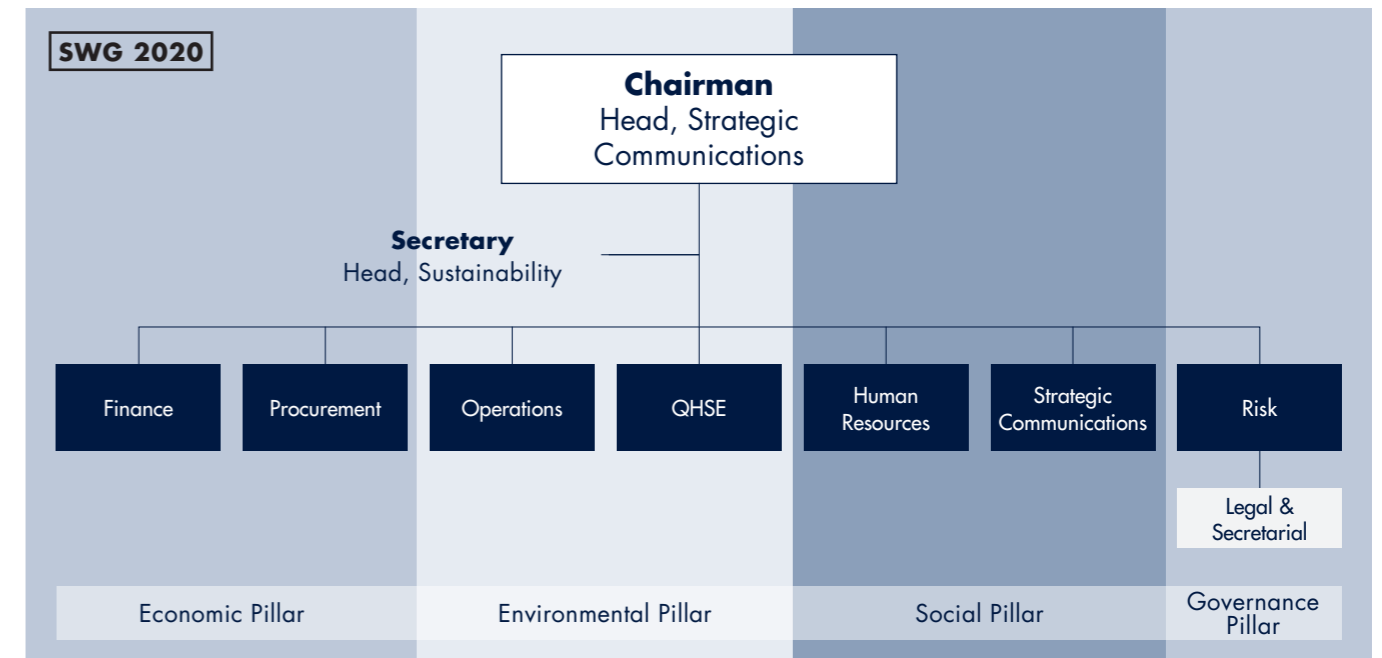 SWG 2020
Chairman
Head, Strategic
Communications
Secretary
Head, Sustainability
Finance
Procurement
Operations
QHSE
Human
Resources
Strategic
Communications
Risk
Legal &
Secretarial
Economic Pillar
Environmental Pillar
Social Pillar
Governance
Pillar